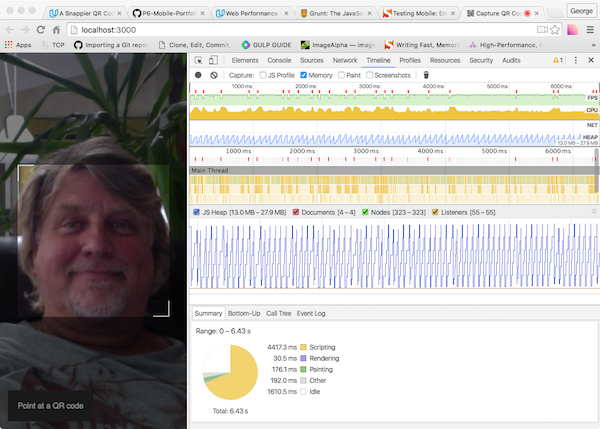 A Snappier QR Co
P6-Mobile-Portfol
Web Performance
Grunt: The JavaSc
Testing Mobile: Em
Capture QR Co
George
localhost:3000
Apps
TCP
Importing a Git repo
Clone, Edit, Commit,
GULP GUIDE
ImageAlpha — image
Writing Fast, Memory
High-Performance, G
Elements Console Sources Network Timeline Profiles Resources Security Audits 1
Capture: JS Profile Memory Paint Screenshots
1000 ms 2000 ms 3000 ms 4000 ms 5000 ms 6000 ms
FPS
CPU
NET
HEAP
13.0 MB – 27.9 MB
1000 ms 2000 ms 3000 ms 4000 ms 5000 ms 6000 ms
Main Thread
JS Heap [13.0 MB – 27.9 MB] Documents [4 – 4] Nodes [323 – 323] Listeners [55 – 55]
Summary Bottom-Up Call Tree Event Log
Range: 0 – 6.43 s
4417.3 ms Scripting
30.5 ms Rendering
176.1 ms Painting
192.0 ms Other
1610.5 ms Idle
Total: 6.43 s
Point at a QR code